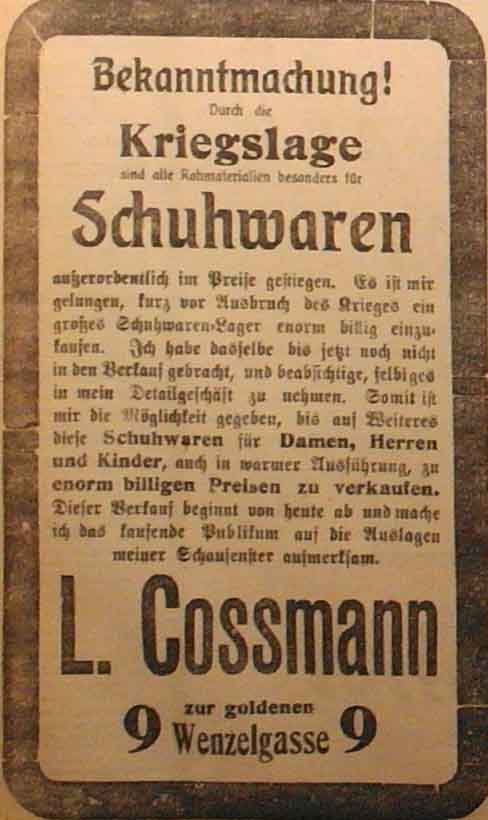 Bekanntmachung!
Durch die
Kriegslage
sind alle Rohmaterialien besonders für
Schuhwaren
außerordentlich im Preise gestiegen. Es ist mir
gelungen, kurz vor Ausbruch des Krieges ein
großes Schuhwaren-Lager enorm billig einzu-
kaufen. Ich habe dasselbe bis jetzt noch nicht
in den Verkauf gebracht, und beabsichtige, selbiges
in mein Detailgeschäft zu nehmen. Somit ist
mir die Möglichkeit gegeben, bis auf Weiteres
diese Schuhwaren für Damen, Herren
und Kinder, auch in warmer Ausführung, zu
enorm billigen Preisen zu verkaufen.
Dieser Verkauf beginnt von heute ab und mache
ich das kaufende Publikum auf die Auslagen
meiner Schaufenster aufmerksam.
L. Cossmann
9 zur goldenen 9
Wenzelgasse